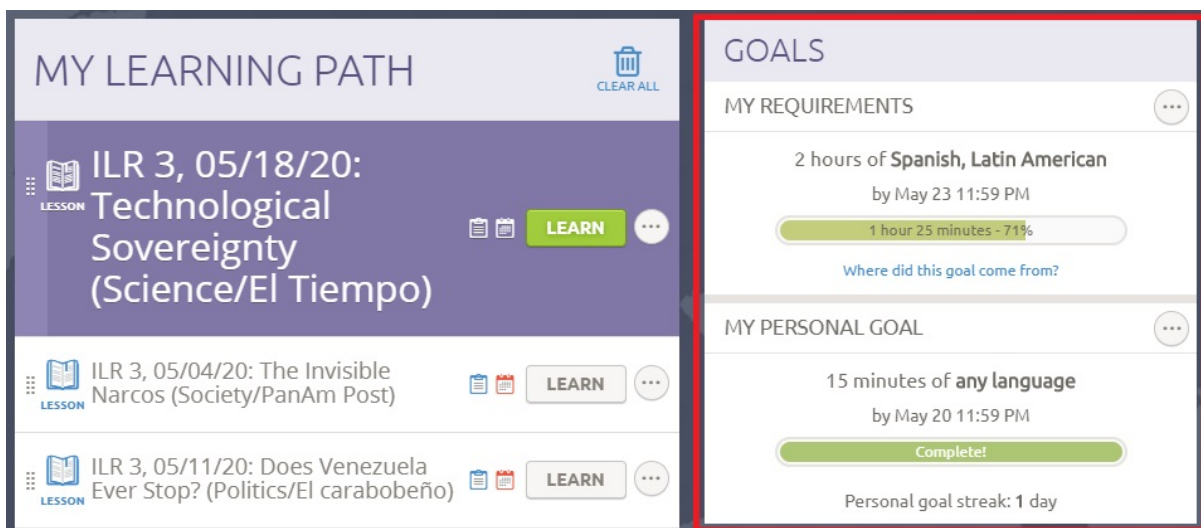 MY LEARNING PATH
CLEAR ALL
LESSON
ILR 3, 05/18/20:
Technological
Sovereignty
(Science/El Tiempo)
LEARN
LESSON
ILR 3, 05/04/20: The Invisible
Narcos (Society/PanAm Post)
LEARN
LESSON
ILR 3, 05/11/20: Does Venezuela
Ever Stop? (Politics/El carabobeño)
LEARN
GOALS
MY REQUIREMENTS
2 hours of Spanish, Latin American
by May 23 11:59 PM
1 hour 25 minutes - 71%
Where did this goal come from?
MY PERSONAL GOAL
15 minutes of any language
by May 20 11:59 PM
Complete!
Personal goal streak: 1 day